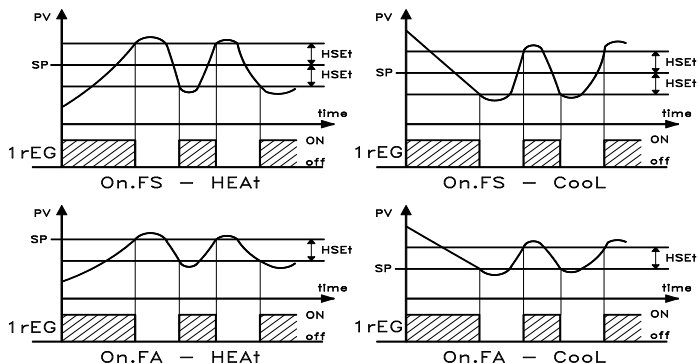 PV
HSEt
SP
HSEt
time
ON
1rEG
off
On.FS - HEAt
PV
HSEt
SP
HSEt
time
ON
1rEG
off
On.FS - CooL
PV
SP
HSEt
time
ON
1rEG
off
On.FA - HEAt
PV
HSEt
SP
time
ON
1rEG
off
On.FA - CooL